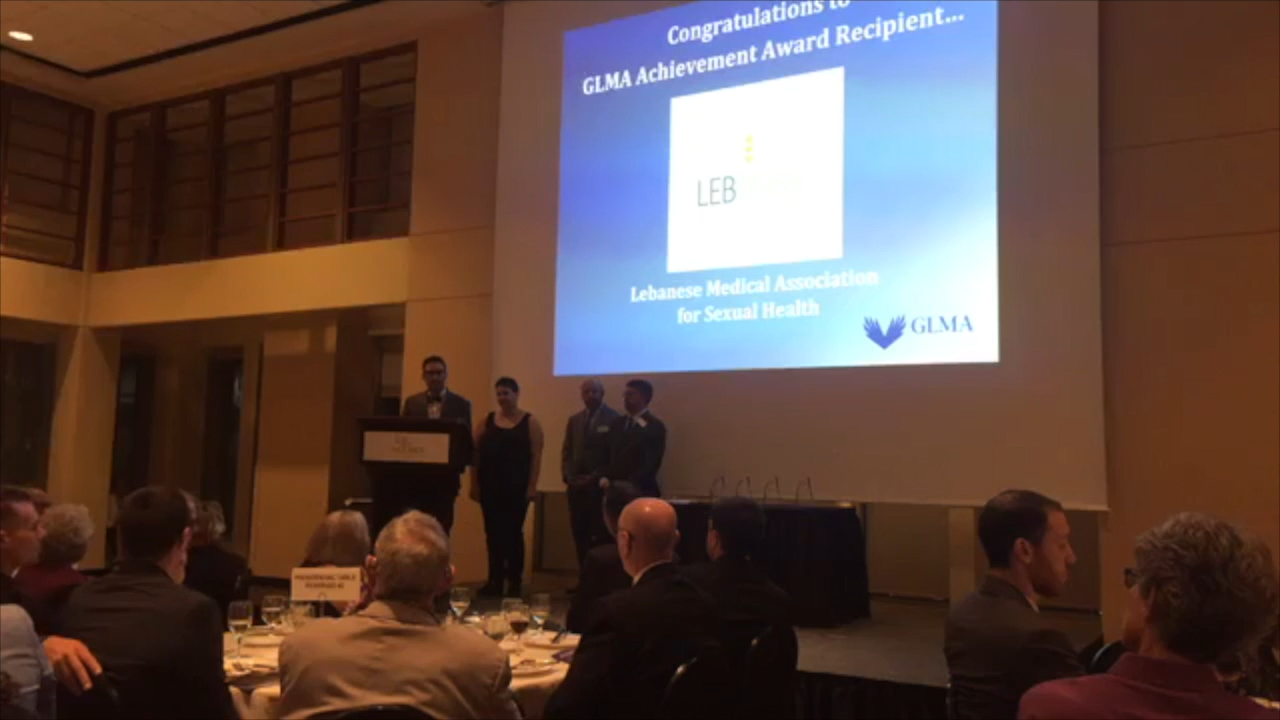 Congratulations to
GLMA Achievement Award Recipient...
LEB
Lebanese Medical Association
for Sexual Health
GLMA